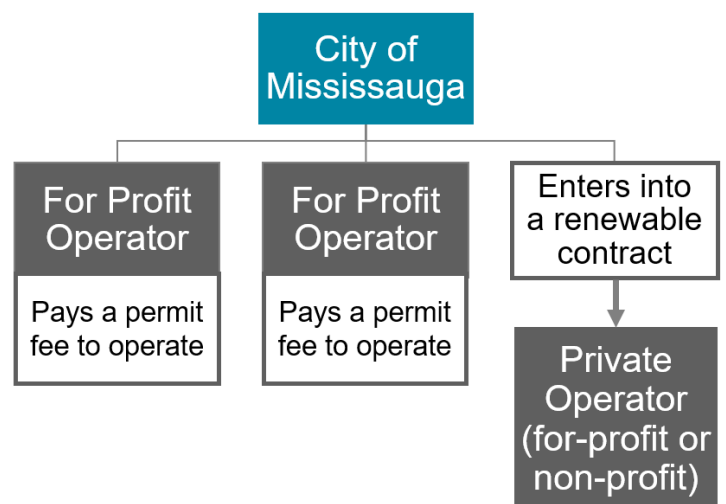 City of
Mississauga
For Profit
Operator
Pays a permit
fee to operate
For Profit
Operator
Pays a permit
fee to operate
Enters into
a renewable
contract
Private
Operator
(for-profit or
non-profit)